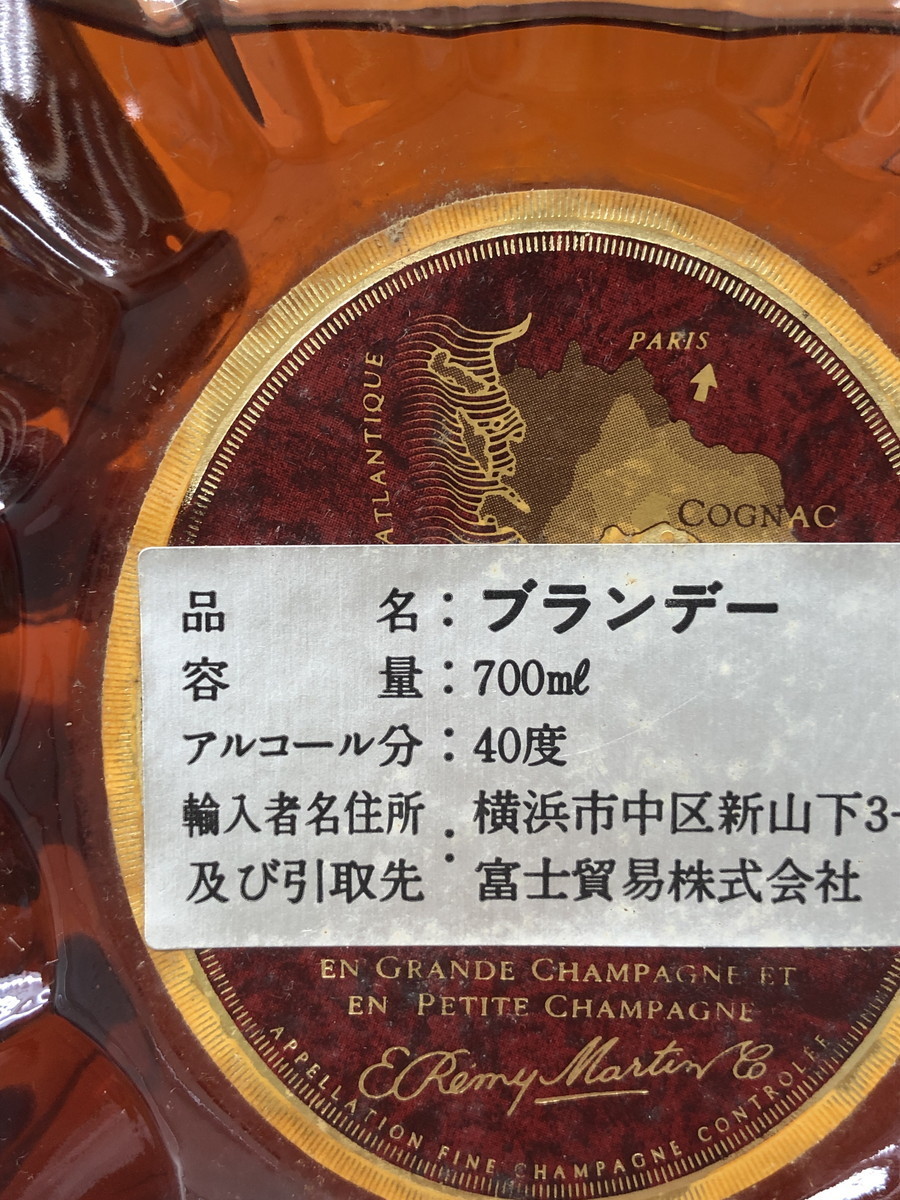 PARIS
ATLANTIQUE
COGNAC
品 名：ブランデー
容 量：700mℓ
アルコール分：40度
輸入者名住所：横浜市中区新山下3-
及び引取先 富士貿易株式会社
EN GRANDE CHAMPAGNE ET
EN PETITE CHAMPAGNE
E. Rémy Martin & Co
APPELLATION FINE CHAMPAGNE CONTROLÉE